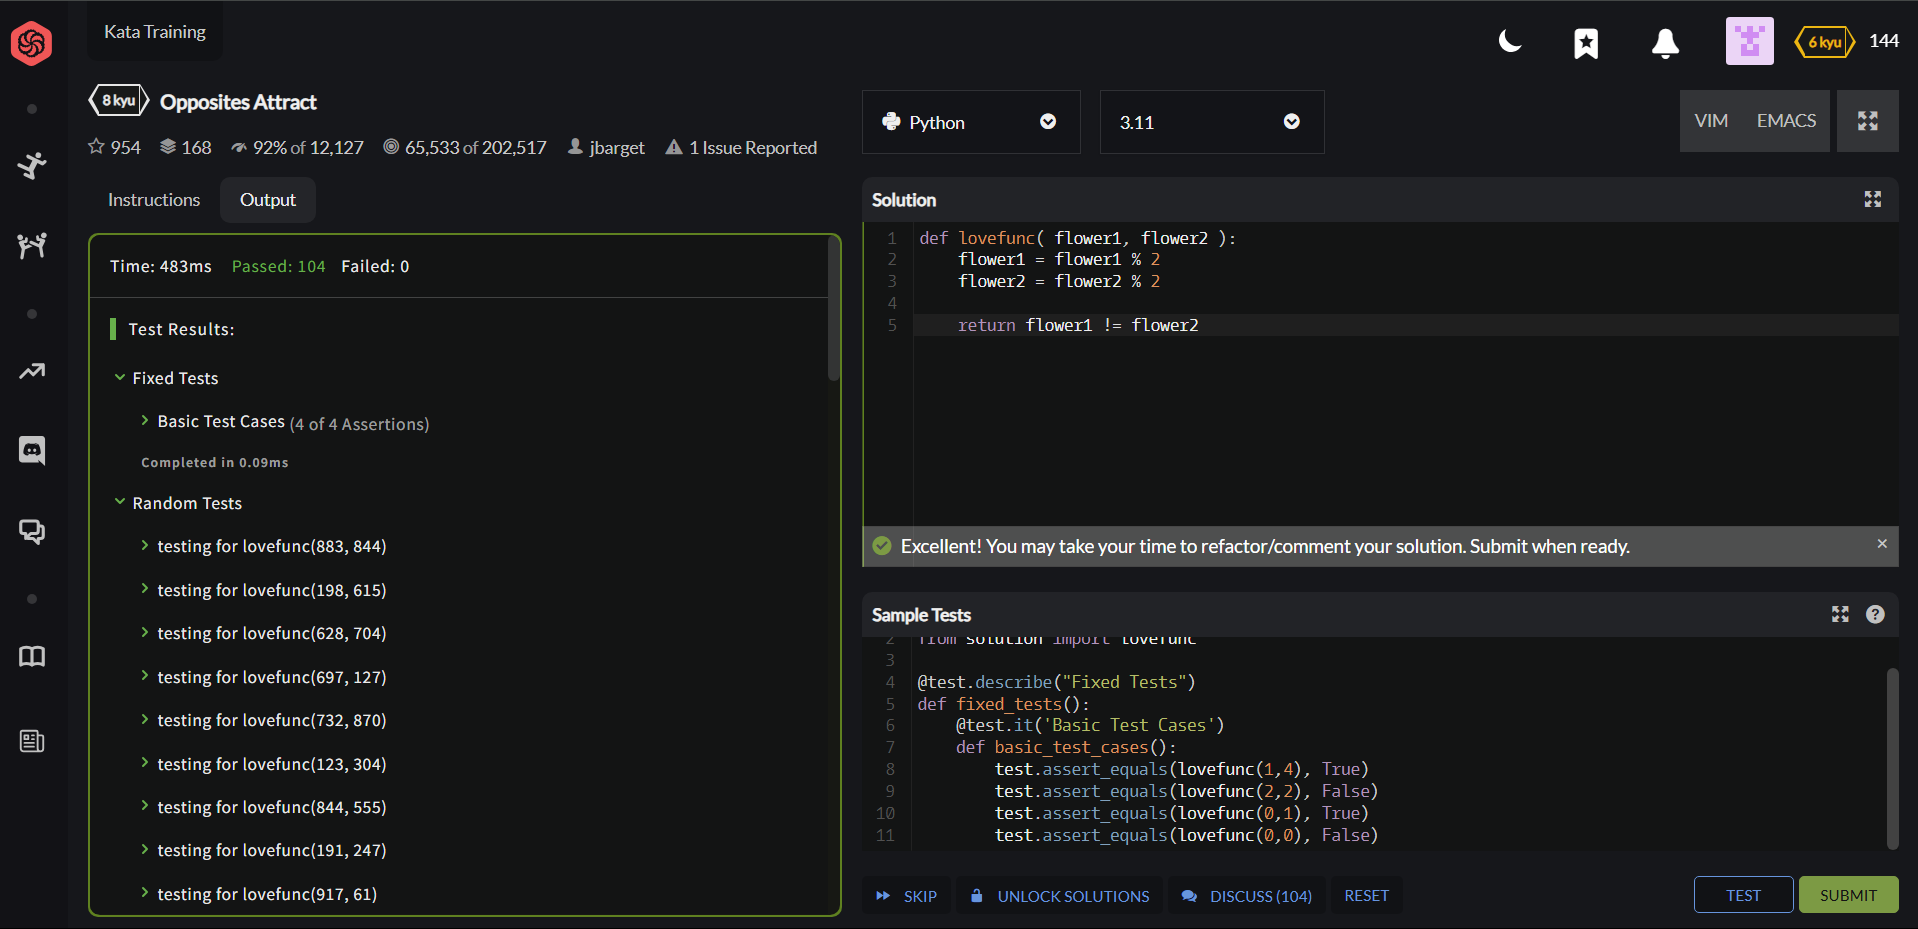 Kata Training
6 kyu 144
8 kyu Opposites Attract
954 168 92% of 12,127 65,533 of 202,517 jbarget 1 Issue Reported
Instructions Output
Time: 483ms Passed: 104 Failed: 0
Test Results:
Fixed Tests
Basic Test Cases (4 of 4 Assertions)
Completed in 0.09ms
Random Tests
testing for lovefunc(883, 844)
testing for lovefunc(198, 615)
testing for lovefunc(628, 704)
testing for lovefunc(697, 127)
testing for lovefunc(732, 870)
testing for lovefunc(123, 304)
testing for lovefunc(844, 555)
testing for lovefunc(191, 247)
testing for lovefunc(917, 61)
Python 3.11 VIM EMACS
Solution
1 def lovefunc( flower1, flower2 ):
2 flower1 = flower1 % 2
3 flower2 = flower2 % 2
4
5 return flower1 != flower2
Excellent! You may take your time to refactor/comment your solution. Submit when ready. ×
Sample Tests ?
2 from solution import lovefunc
3
4 @test.describe("Fixed Tests")
5 def fixed_tests():
6 @test.it('Basic Test Cases')
7 def basic_test_cases():
8 test.assert_equals(lovefunc(1,4), True)
9 test.assert_equals(lovefunc(2,2), False)
10 test.assert_equals(lovefunc(0,1), True)
11 test.assert_equals(lovefunc(0,0), False)
SKIP UNLOCK SOLUTIONS DISCUSS (104) RESET TEST SUBMIT